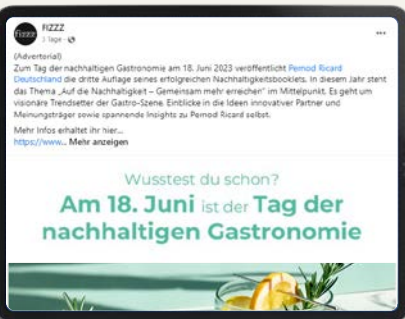 FIZZZ
3 Tage
(Advertorial)
Zum Tag der nachhaltigen Gastronomie am 18. Juni 2023 veröffentlicht Pernod Ricard
Deutschland die dritte Auflage seines erfolgreichen Nachhaltigkeitsbooklets. In diesem Jahr steht
das Thema „Auf die Nachhaltigkeit – Gemeinsam mehr erreichen" im Mittelpunkt. Es geht um
visionäre Trendsetter der Gastro-Szene, Einblicke in die Ideen innovativer Partner und
Meinungsträger sowie spannende Insights zu Pernod Ricard selbst.
Mehr Infos erhaltet ihr hier...
https://www... Mehr anzeigen
Wusstest du schon?
Am 18. Juni ist der Tag der
nachhaltigen Gastronomie